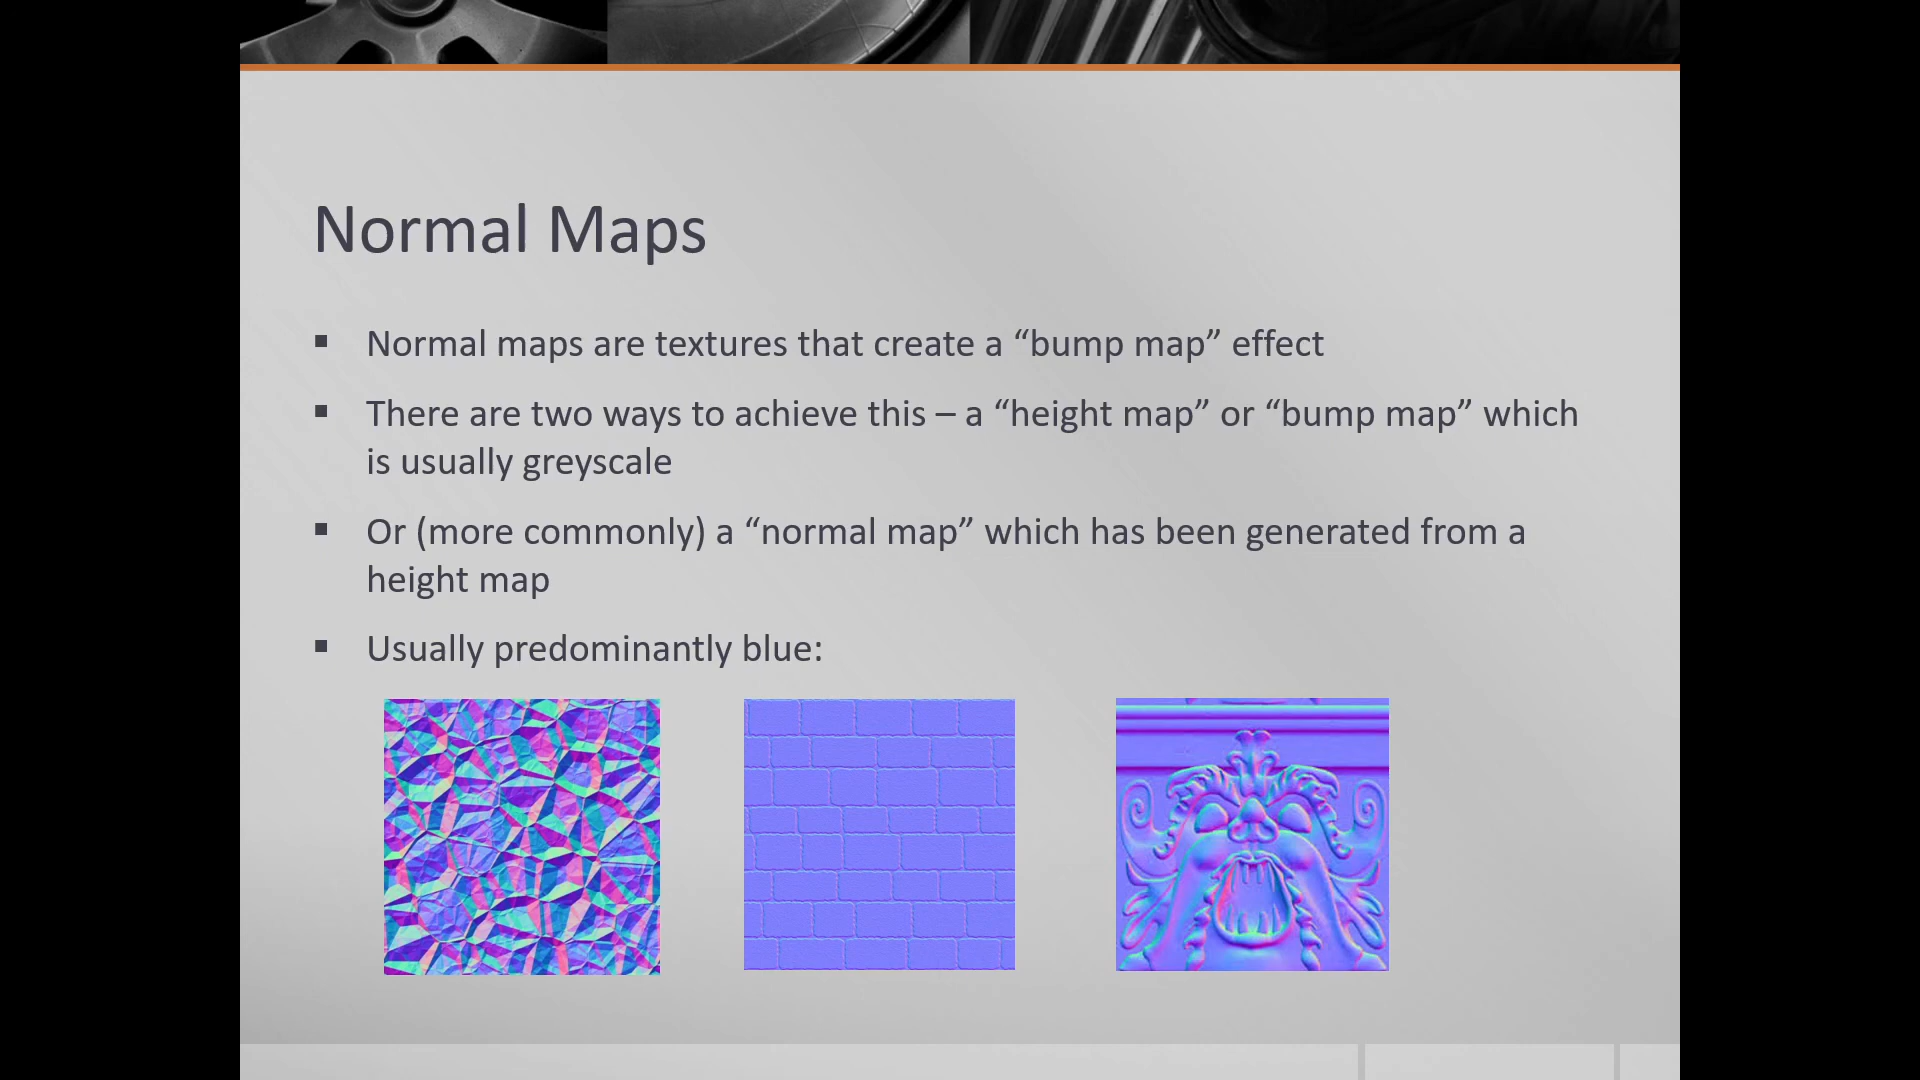 Normal Maps
▪ Normal maps are textures that create a “bump map” effect
▪ There are two ways to achieve this – a “height map” or “bump map” which
is usually greyscale
▪ Or (more commonly) a “normal map” which has been generated from a
height map
▪ Usually predominantly blue: